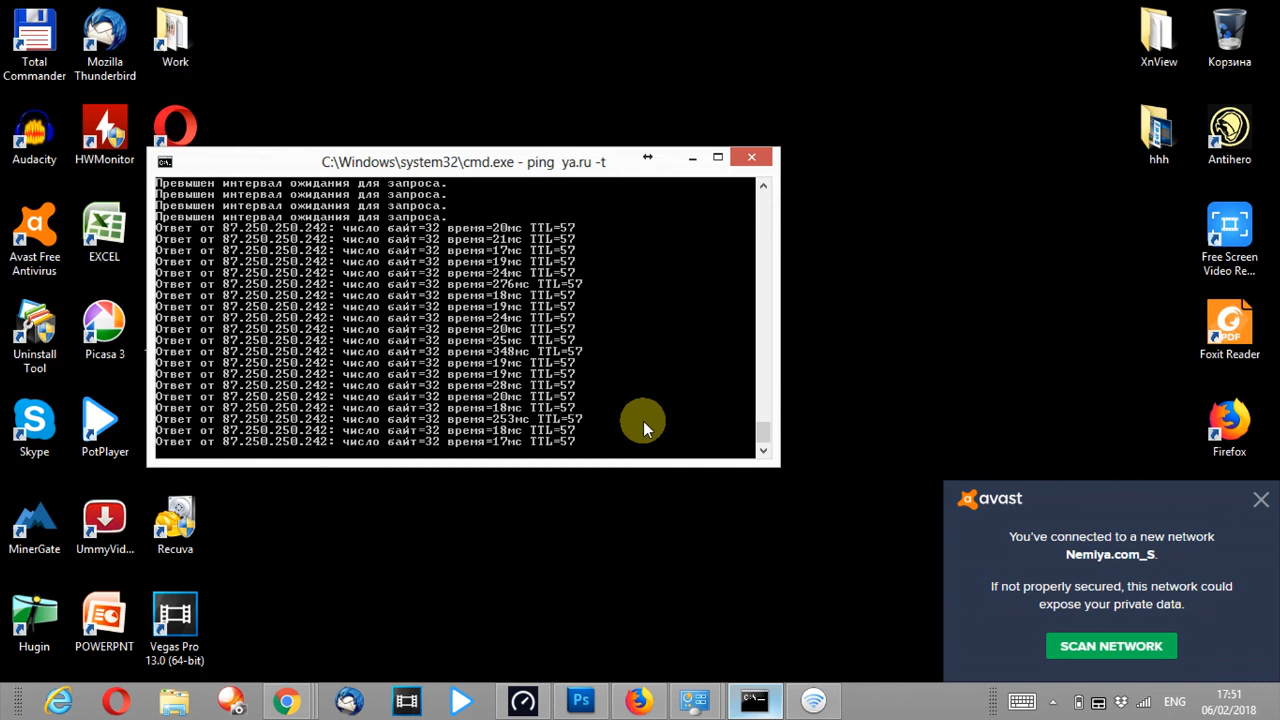 Total
Commander
Mozilla
Thunderbird
Work
XnView
Корзина
Audacity
HWMonitor
hhh
Antihero
C:\Windows\system32\cmd.exe - ping ya.ru -t
Превышен интервал ожидания для запроса.
Превышен интервал ожидания для запроса.
Превышен интервал ожидания для запроса.
Превышен интервал ожидания для запроса.
Ответ от 87.250.250.242: число байт=32 время=20мс TTL=57
Ответ от 87.250.250.242: число байт=32 время=21мс TTL=57
Ответ от 87.250.250.242: число байт=32 время=17мс TTL=57
Ответ от 87.250.250.242: число байт=32 время=19мс TTL=57
Ответ от 87.250.250.242: число байт=32 время=24мс TTL=57
Ответ от 87.250.250.242: число байт=32 время=276мс TTL=57
Ответ от 87.250.250.242: число байт=32 время=18мс TTL=57
Ответ от 87.250.250.242: число байт=32 время=19мс TTL=57
Ответ от 87.250.250.242: число байт=32 время=24мс TTL=57
Ответ от 87.250.250.242: число байт=32 время=20мс TTL=57
Ответ от 87.250.250.242: число байт=32 время=25мс TTL=57
Ответ от 87.250.250.242: число байт=32 время=348мс TTL=57
Ответ от 87.250.250.242: число байт=32 время=19мс TTL=57
Ответ от 87.250.250.242: число байт=32 время=19мс TTL=57
Ответ от 87.250.250.242: число байт=32 время=28мс TTL=57
Ответ от 87.250.250.242: число байт=32 время=20мс TTL=57
Ответ от 87.250.250.242: число байт=32 время=18мс TTL=57
Ответ от 87.250.250.242: число байт=32 время=253мс TTL=57
Ответ от 87.250.250.242: число байт=32 время=18мс TTL=57
Ответ от 87.250.250.242: число байт=32 время=17мс TTL=57
Avast Free
Antivirus
EXCEL
Free Screen
Video Re...
Uninstall
Tool
Picasa 3
PDF
Foxit Reader
Skype
PotPlayer
Firefox
MinerGate
UmmyVid...
Recuva
Hugin
POWERPNT
Vegas Pro
13.0 (64-bit)
avast
You've connected to a new network
Nemiya.com_S.
If not properly secured, this network could
expose your private data.
SCAN NETWORK
Ps
ENG
17:51
06/02/2018